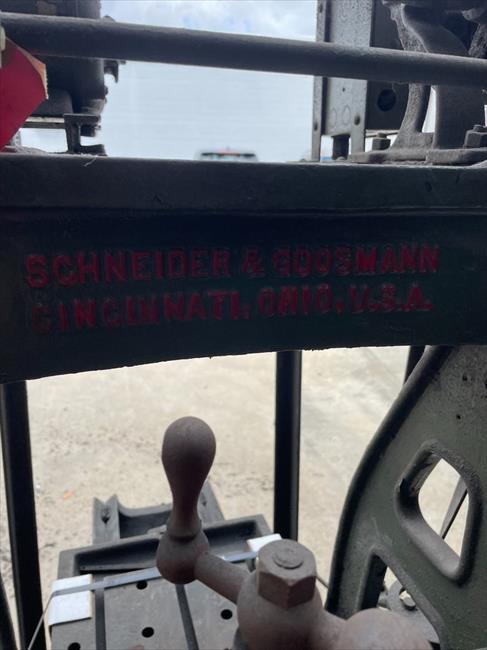 SCHNEIDER & GOOSMANN
CINCINNATI, OHIO, U.S.A.